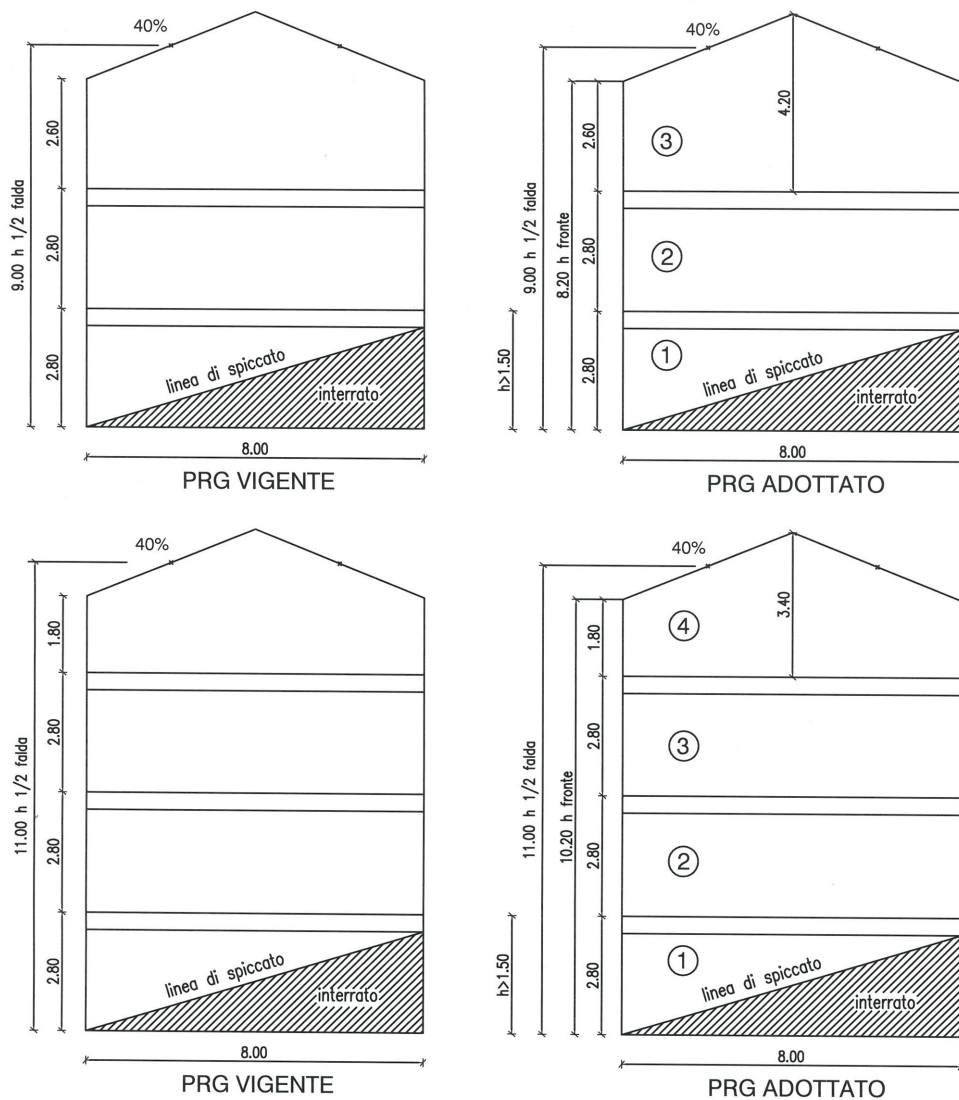 40%
9.00 h 1/2 falda
2.60
2.80
2.80
linea di spiccato
interrato
8.00
PRG VIGENTE
40%
9.00 h 1/2 falda
8.20 h fronte
h>1.50
2.60
2.80
2.80
4.20
3
2
1
linea di spiccato
interrato
8.00
PRG ADOTTATO
40%
11.00 h 1/2 falda
1.80
2.80
2.80
2.80
linea di spiccato
interrato
8.00
PRG VIGENTE
40%
11.00 h 1/2 falda
10.20 h fronte
h>1.50
1.80
2.80
2.80
2.80
3.40
4
3
2
1
linea di spiccato
interrato
8.00
PRG ADOTTATO